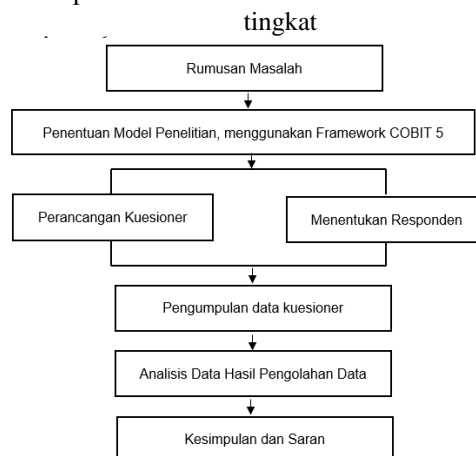 tingkat
Rumusan Masalah
Penentuan Model Penelitian, menggunakan Framework COBIT 5
Perancangan Kuesioner
Menentukan Responden
Pengumpulan data kuesioner
Analisis Data Hasil Pengolahan Data
Kesimpulan dan Saran